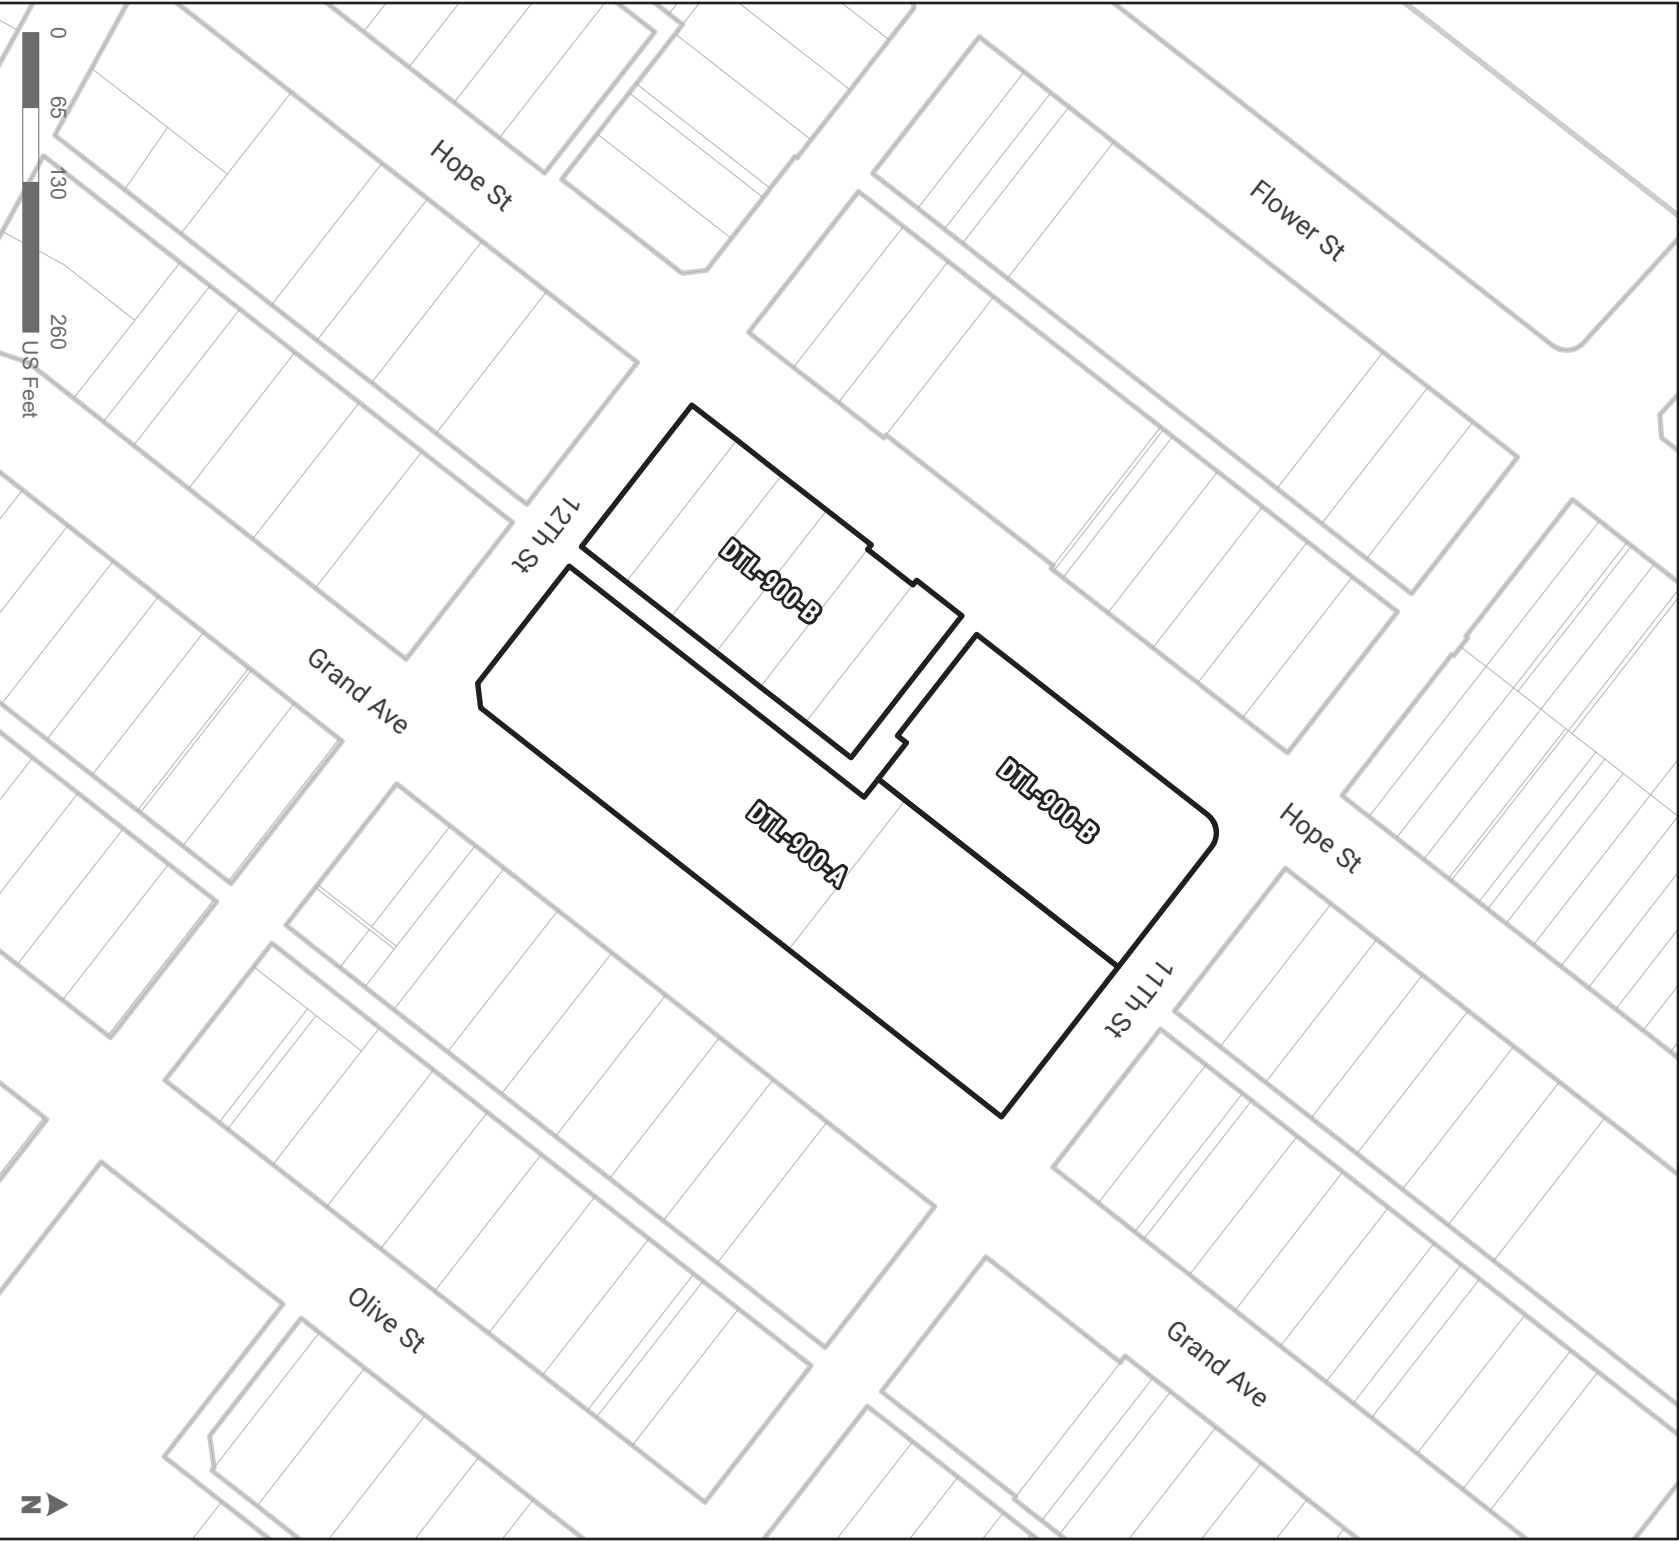 0
65
130
260
US Feet
Hope St
Flower St
12Th St
DTL-900-B
Grand Ave
DTL-900-B
DTL-900-A
Hope St
11Th St
Olive St
Grand Ave
N